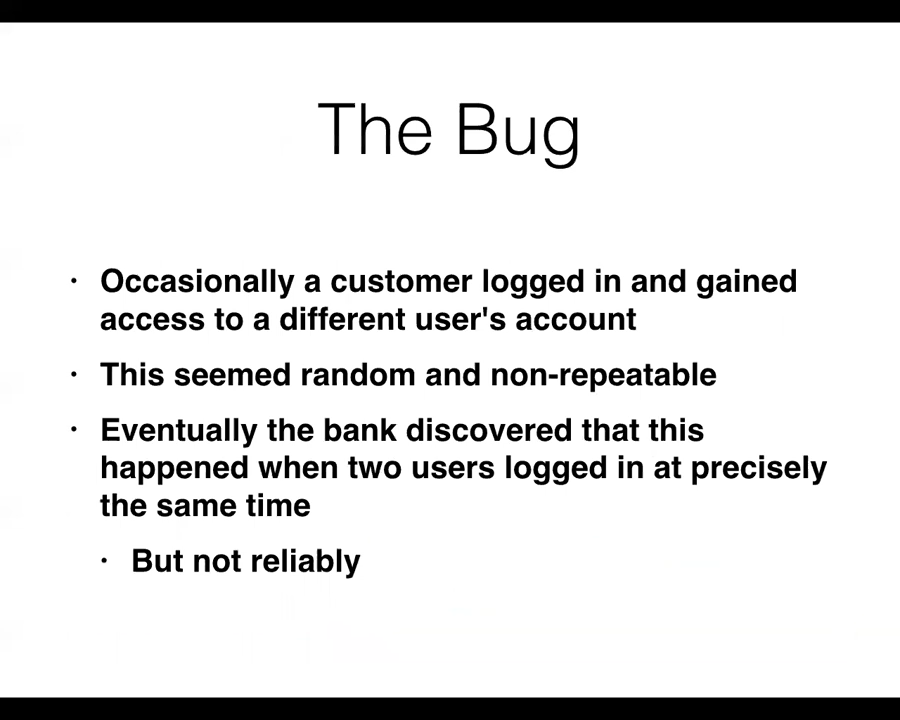 The Bug
• Occasionally a customer logged in and gained
access to a different user's account
• This seemed random and non-repeatable
• Eventually the bank discovered that this
happened when two users logged in at precisely
the same time
• But not reliably